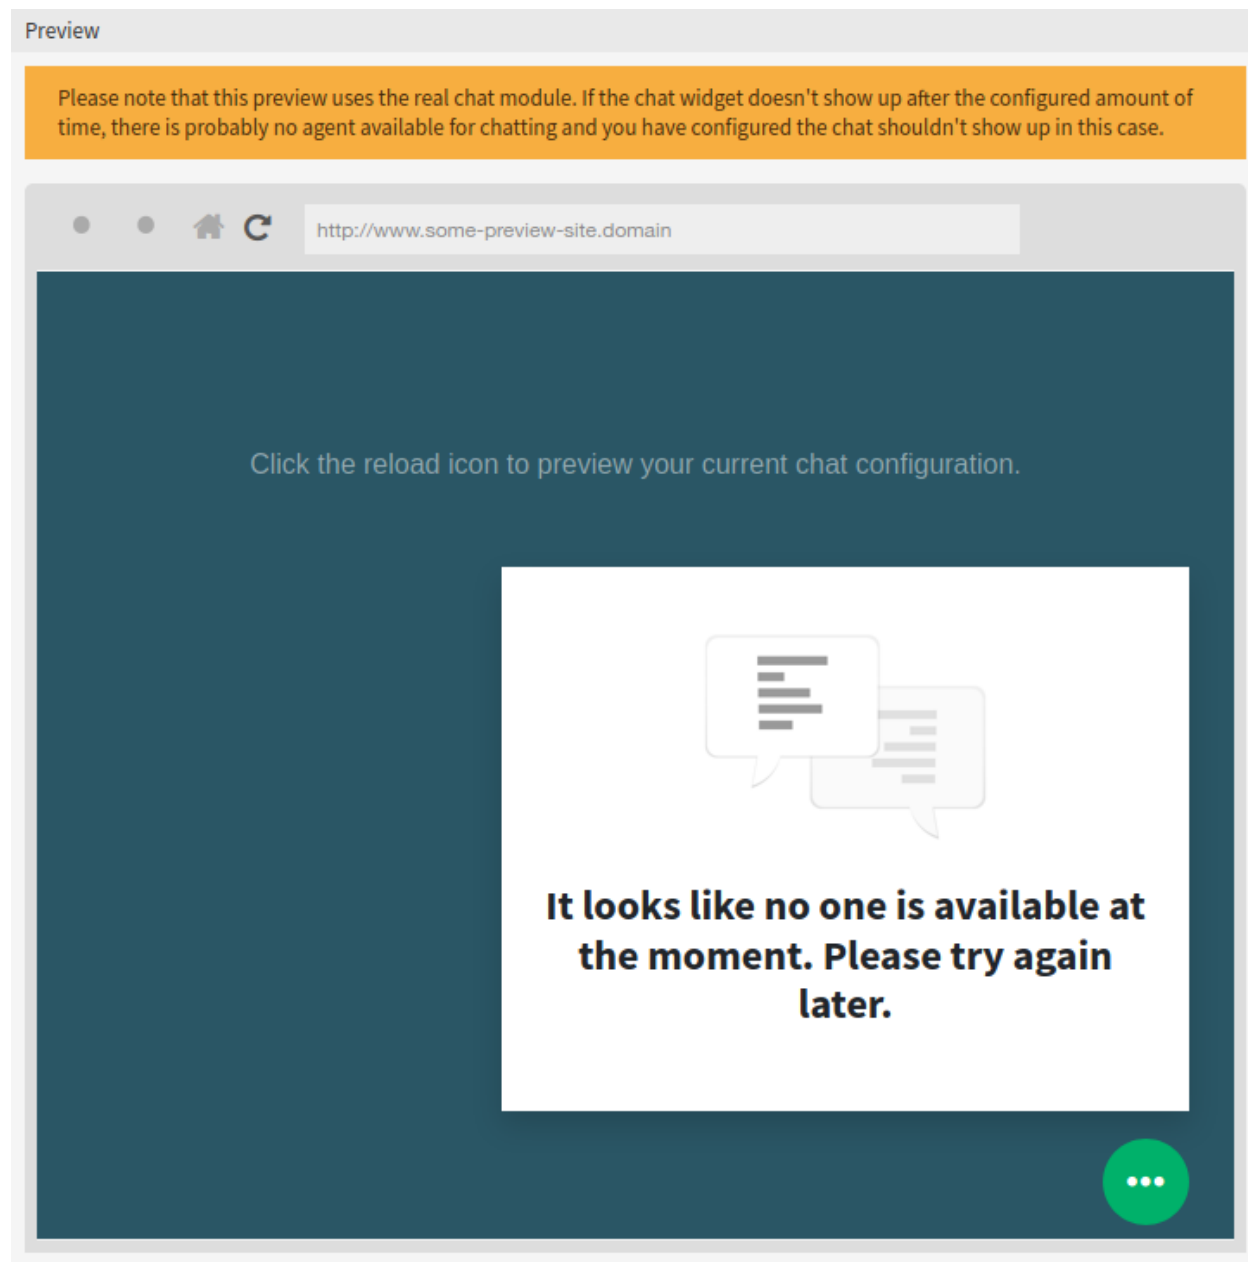 Preview
Please note that this preview uses the real chat module. If the chat widget doesn't show up after the configured amount of
time, there is probably no agent available for chatting and you have configured the chat shouldn't show up in this case.
http://www.some-preview-site.domain
Click the reload icon to preview your current chat configuration.
It looks like no one is available at
the moment. Please try again
later.